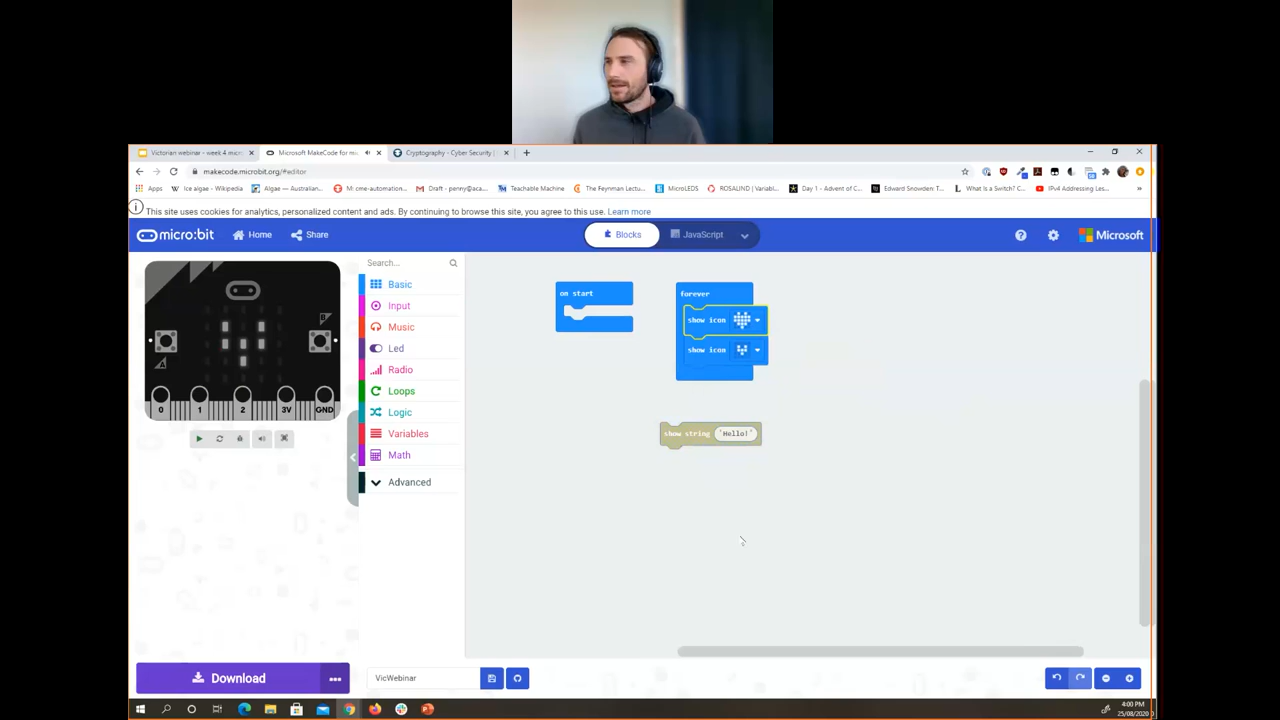 Victorian webinar - week 4 micr
Microsoft MakeCode for mi
Cryptography - Cyber Security |
makecode.microbit.org/#editor
Apps
Ice algae - Wikipedia
Algae — Australian...
M: cme-automation...
Draft - penny@aca...
Teachable Machine
The Feynman Lectu...
MicroLEDS
ROSALIND | Variabl...
Day 1 - Advent of C...
Edward Snowden: T...
What Is a Switch? C...
IPv4 Addressing Les...
This site uses cookies for analytics, personalized content and ads. By continuing to browse this site, you agree to this use. Learn more
micro:bit
Home
Share
Blocks
JavaScript
Microsoft
Search...
Basic
Input
Music
Led
Radio
Loops
Logic
Variables
Math
Advanced
A
B
0 1 2 3V GND
on start
forever
show icon
show icon
show string "Hello!"
Download
VicWebinar
4:00 PM
25/08/2020